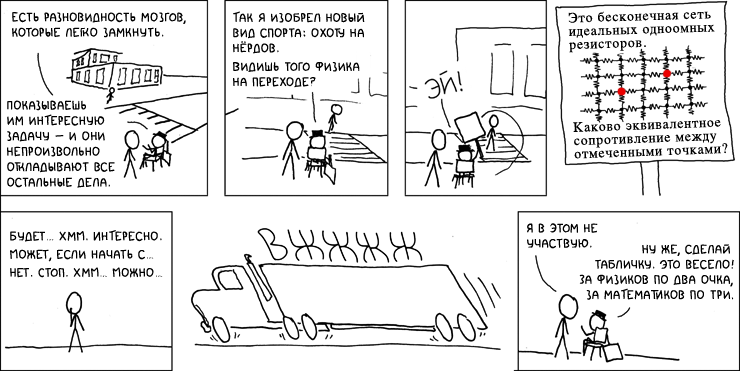 ЕСТЬ РАЗНОВИДНОСТЬ МОЗГОВ,
КОТОРЫЕ ЛЕГКО ЗАМКНУТЬ.
ПОКАЗЫВАЕШЬ
ИМ ИНТЕРЕСНУЮ
ЗАДАЧУ — И ОНИ
НЕПРОИЗВОЛЬНО
ОТКЛАДЫВАЮТ ВСЕ
ОСТАЛЬНЫЕ ДЕЛА.
ТАК Я ИЗОБРЕЛ НОВЫЙ
ВИД СПОРТА: ОХОТУ НА
НЁРДОВ.
ВИДИШЬ ТОГО ФИЗИКА
НА ПЕРЕХОДЕ?
ЭЙ!
Это бесконечная сеть
идеальных одноомных
резисторов.
Каково эквивалентное
сопротивление между
отмеченными точками?
БУДЕТ... ХММ. ИНТЕРЕСНО.
МОЖЕТ, ЕСЛИ НАЧАТЬ С...
НЕТ. СТОП. ХММ... МОЖНО...
ВЖЖЖЖ
Я В ЭТОМ НЕ
УЧАСТВУЮ.
НУ ЖЕ, СДЕЛАЙ
ТАБЛИЧКУ. ЭТО ВЕСЕЛО!
ЗА ФИЗИКОВ ПО ДВА ОЧКА,
ЗА МАТЕМАТИКОВ ПО ТРИ.